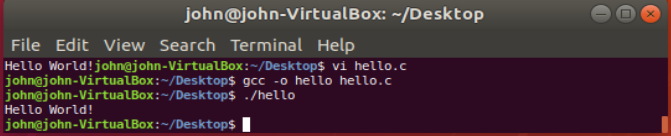 john@john-VirtualBox: ~/Desktop
File Edit View Search Terminal Help
Hello World!john@john-VirtualBox:~/Desktop$ vi hello.c
john@john-VirtualBox:~/Desktop$ gcc -o hello hello.c
john@john-VirtualBox:~/Desktop$ ./hello
Hello World!
john@john-VirtualBox:~/Desktop$